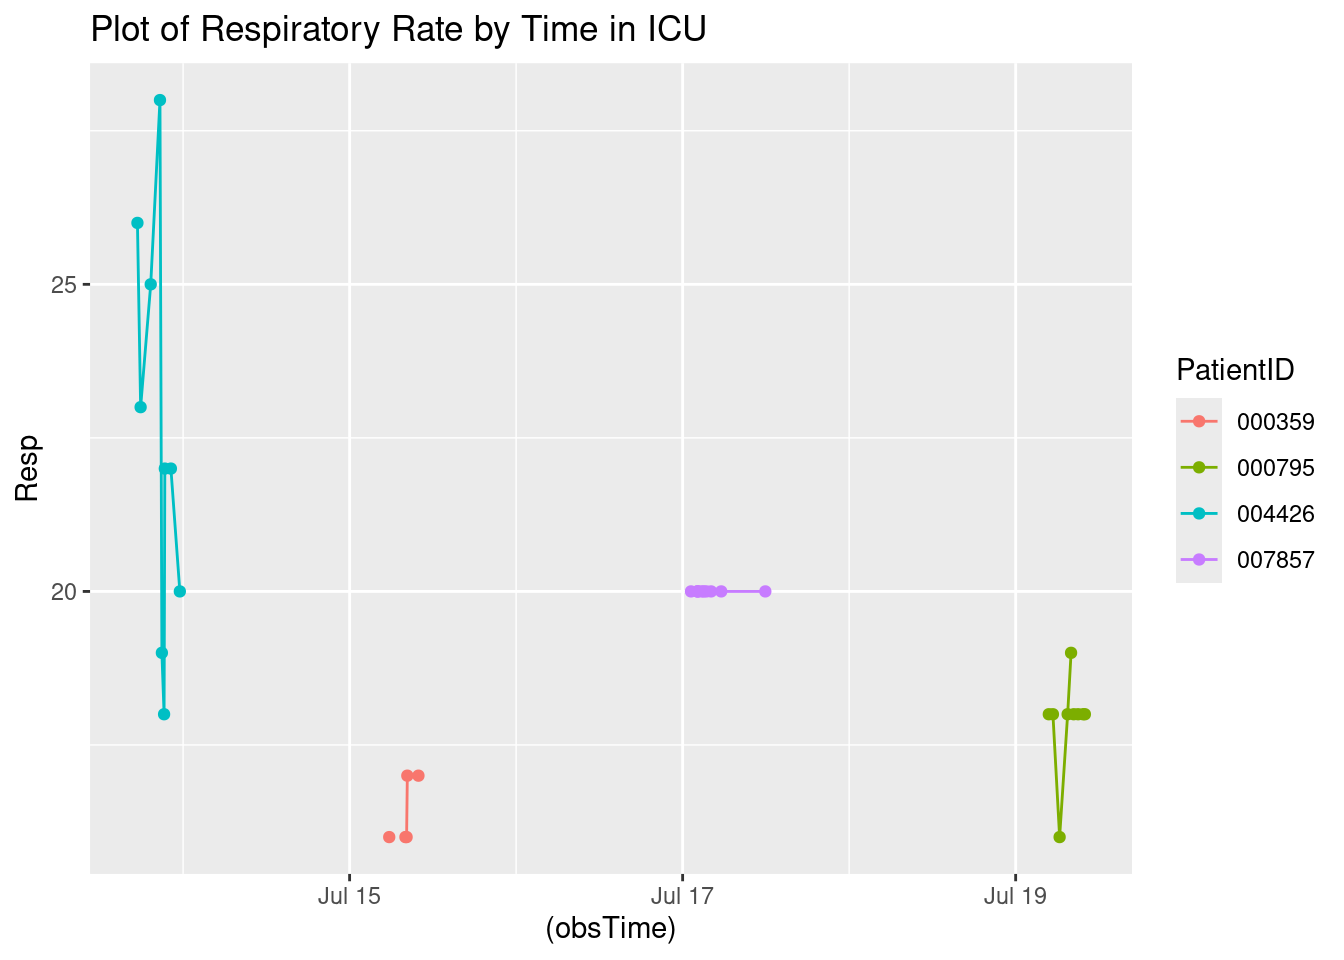 Plot of Respiratory Rate by Time in ICU
Resp
25
20
Jul 15
Jul 17
Jul 19
(obsTime)
PatientID
000359
000795
004426
007857